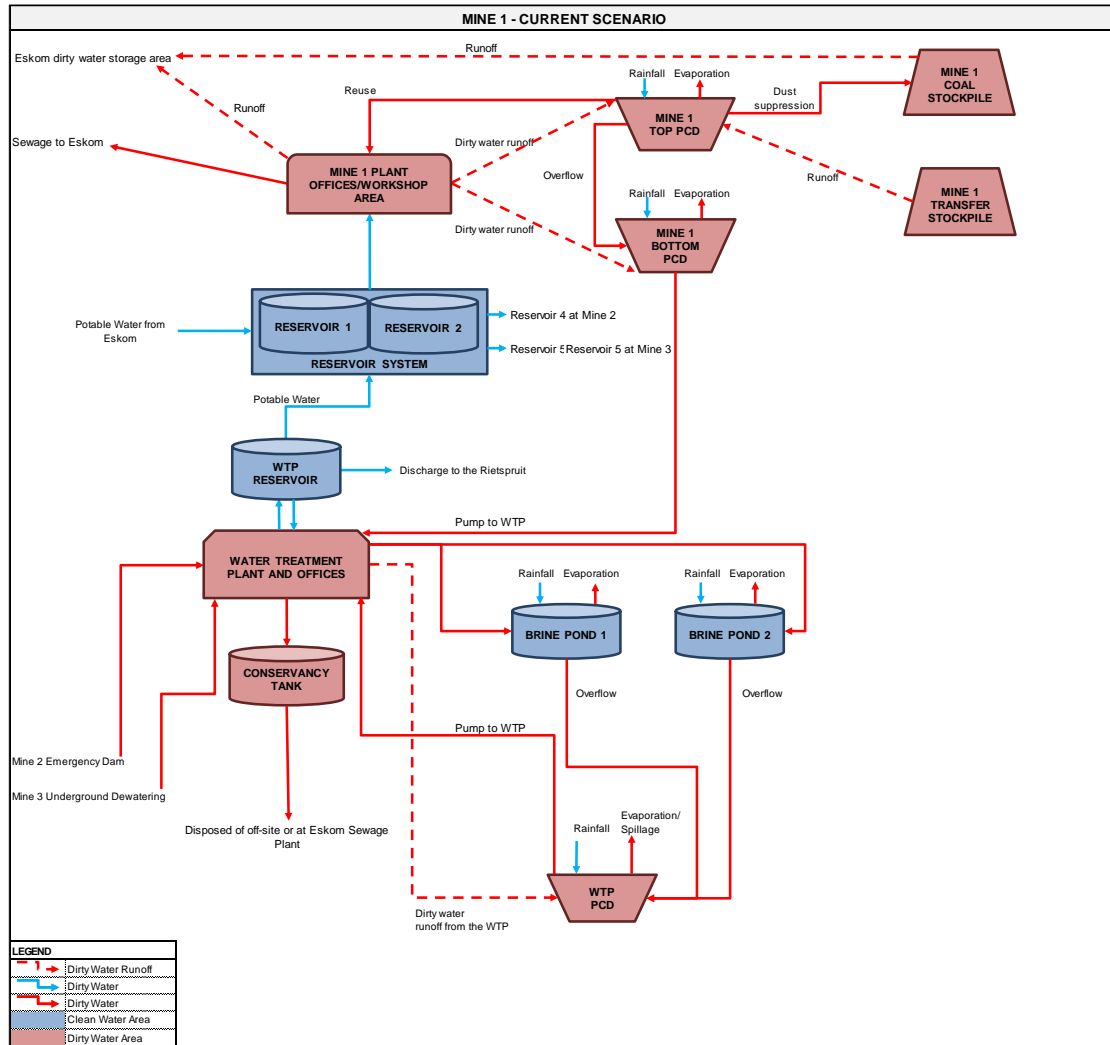 MINE 1 - CURRENT SCENARIO
Runoff
Eskom dirty water storage area
Rainfall
Evaporation
MINE 1
COAL
STOCKPILE
Reuse
Dust
suppression
Runoff
MINE 1
TOP PCD
Sewage to Eskom
Dirty water runoff
MINE 1 PLANT
OFFICES/WORKSHOP
AREA
Overflow
Runoff
Rainfall
Evaporation
MINE 1
TRANSFER
STOCKPILE
Dirty water runoff
MINE 1
BOTTOM
PCD
Potable Water from
Eskom
RESERVOIR 1
RESERVOIR 2
RESERVOIR SYSTEM
Reservoir 4 at Mine 2
Reservoir 5 Reservoir 5 at Mine 3
Potable Water
WTP
RESERVOIR
Discharge to the Rietspruit
Pump to WTP
WATER TREATMENT
PLANT AND OFFICES
Rainfall
Evaporation
Rainfall
Evaporation
BRINE POND 1
BRINE POND 2
CONSERVANCY
TANK
Overflow
Overflow
Pump to WTP
Mine 2 Emergency Dam
Mine 3 Underground Dewatering
Disposed of off-site or at Eskom Sewage
Plant
Rainfall
Evaporation/
Spillage
WTP
PCD
Dirty water
runoff from the WTP
LEGEND
Dirty Water Runoff
Dirty Water
Dirty Water
Clean Water Area
Dirty Water Area